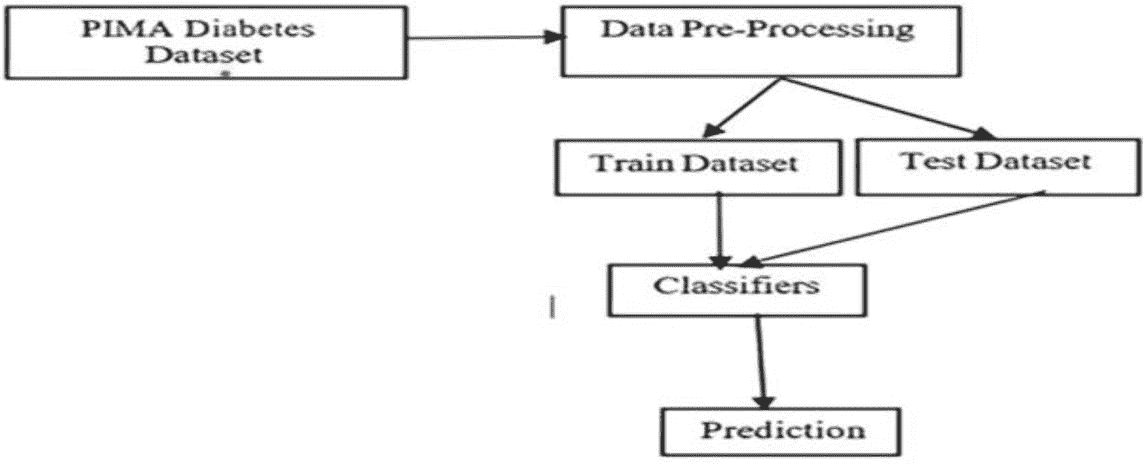 PIMA Diabetes
Dataset
Data Pre-Processing
Train Dataset
Test Dataset
Classifiers
Prediction